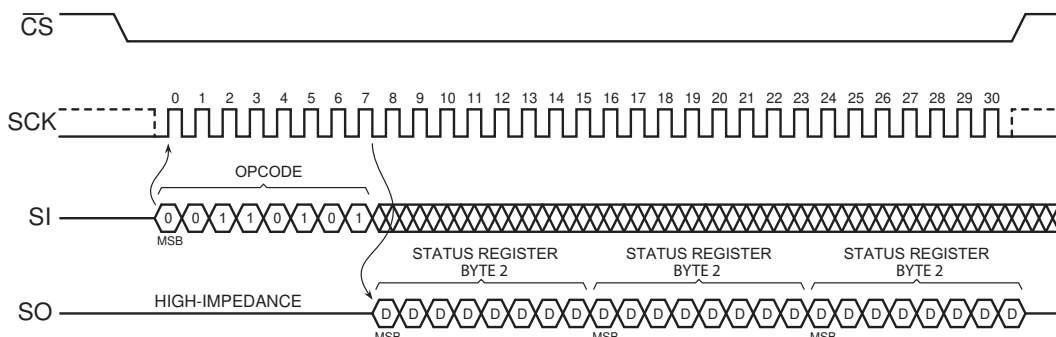 CS
SCK
0 1 2 3 4 5 6 7 8 9 10 11 12 13 14 15 16 17 18 19 20 21 22 23 24 25 26 27 28 29 30
OPCODE
SI
0 0 1 1 0 1 0 1
MSB
STATUS REGISTER
BYTE 2
STATUS REGISTER
BYTE 2
STATUS REGISTER
BYTE 2
HIGH-IMPEDANCE
SO
D D D D D D D D D D D D D D D D D D D D D D D D
MSB MSB MSB